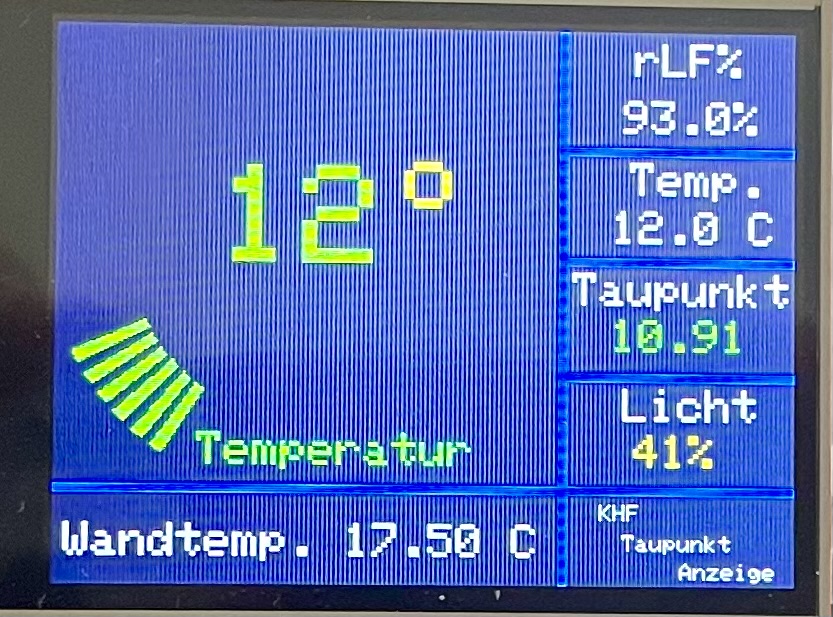 12°
Temperatur
Wandtemp. 17.50 C
rLF%
93.0%
Temp.
12.0 C
Taupunkt
10.91
Licht
41%
KHF
Taupunkt
Anzeige